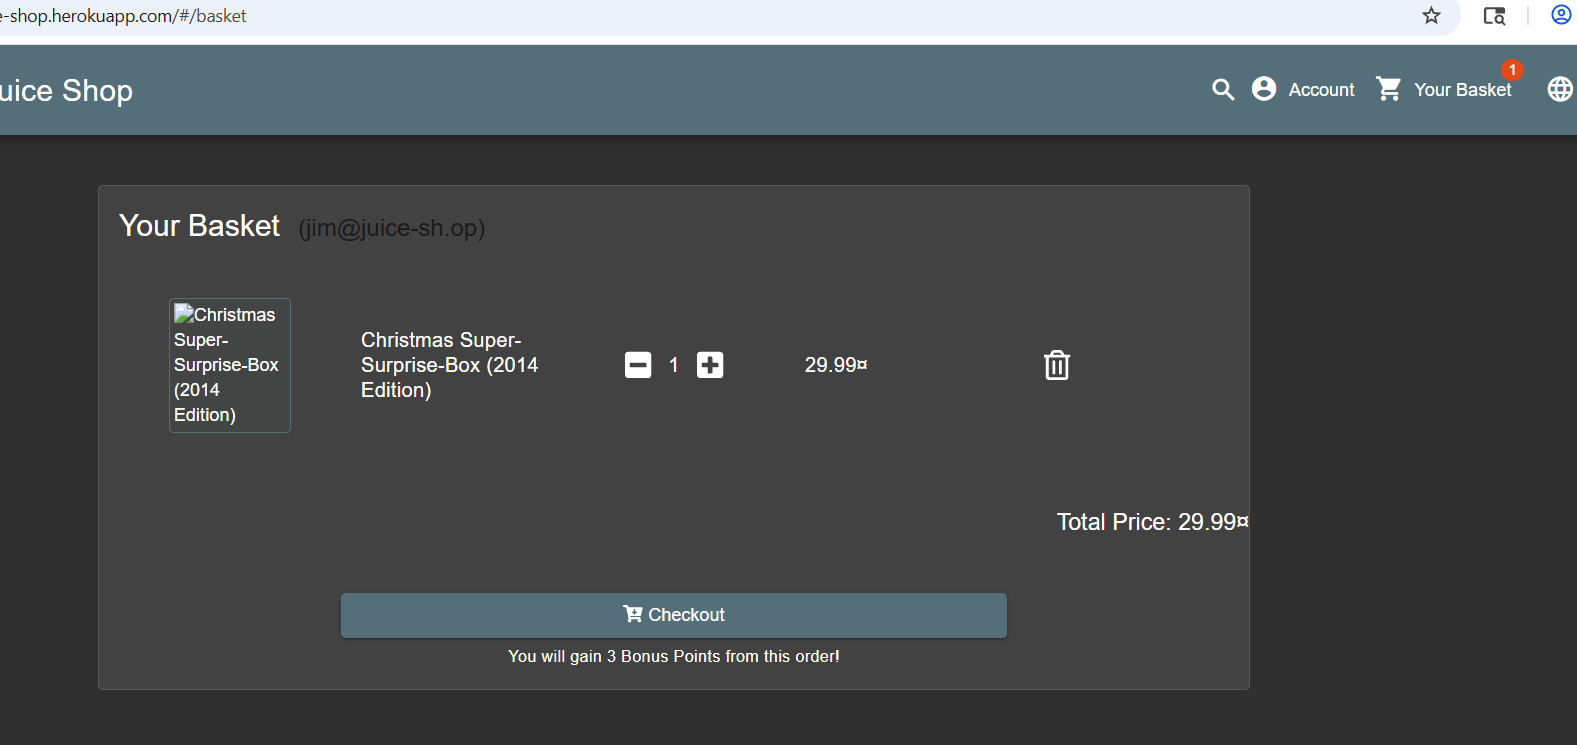 e-shop.herokuapp.com/#/basket
uice Shop
Account
Your Basket
1
Your Basket (jim@juice-sh.op)
Christmas
Super-
Surprise-Box
(2014
Edition)
Christmas Super-
Surprise-Box (2014
Edition)
1
29.99¤
Total Price: 29.99¤
Checkout
You will gain 3 Bonus Points from this order!